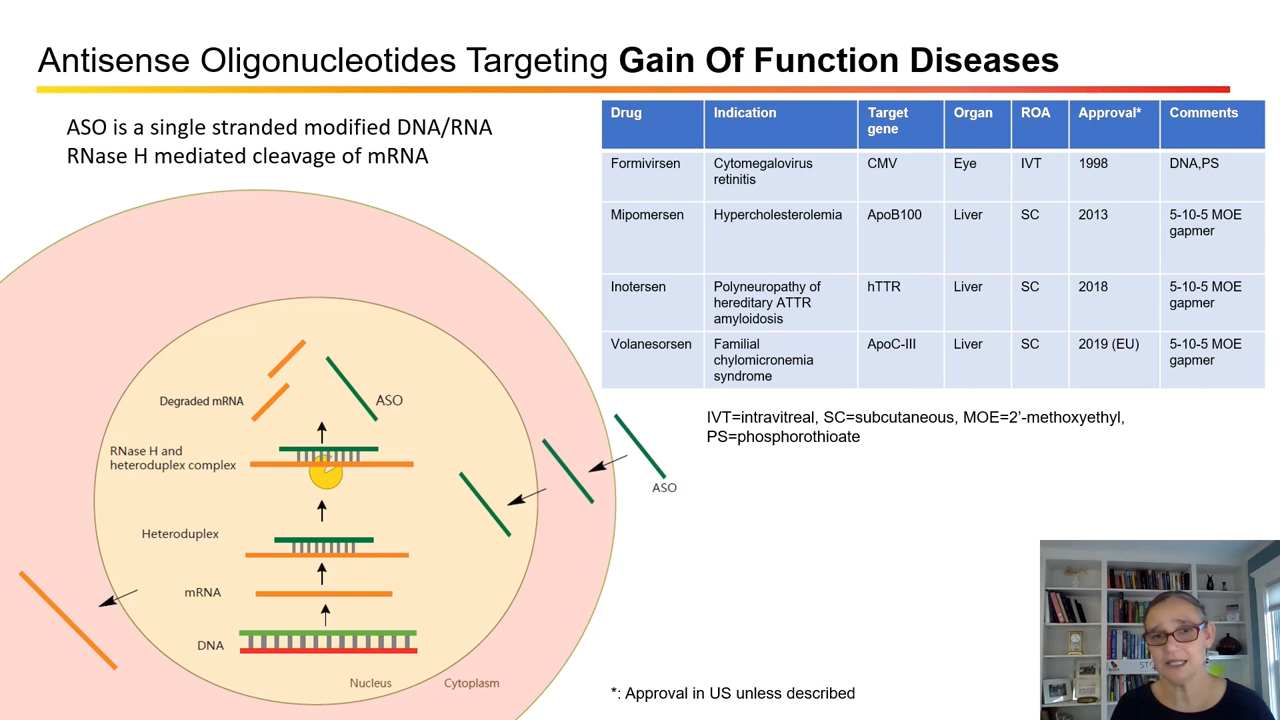 Antisense Oligonucleotides Targeting Gain Of Function Diseases
ASO is a single stranded modified DNA/RNA
RNase H mediated cleavage of mRNA
Drug Indication Target gene Organ ROA Approval* Comments
Formivirsen Cytomegalovirus retinitis CMV Eye IVT 1998 DNA,PS
Mipomersen Hypercholesterolemia ApoB100 Liver SC 2013 5-10-5 MOE gapmer
Inotersen Polyneuropathy of hereditary ATTR amyloidosis hTTR Liver SC 2018 5-10-5 MOE gapmer
Volanesorsen Familial chylomicronemia syndrome ApoC-III Liver SC 2019 (EU) 5-10-5 MOE gapmer
IVT=intravitreal, SC=subcutaneous, MOE=2’-methoxyethyl,
PS=phosphorothioate
Degraded mRNA
ASO
RNase H and
heteroduplex complex
ASO
Heteroduplex
mRNA
DNA
Nucleus
Cytoplasm
*: Approval in US unless described